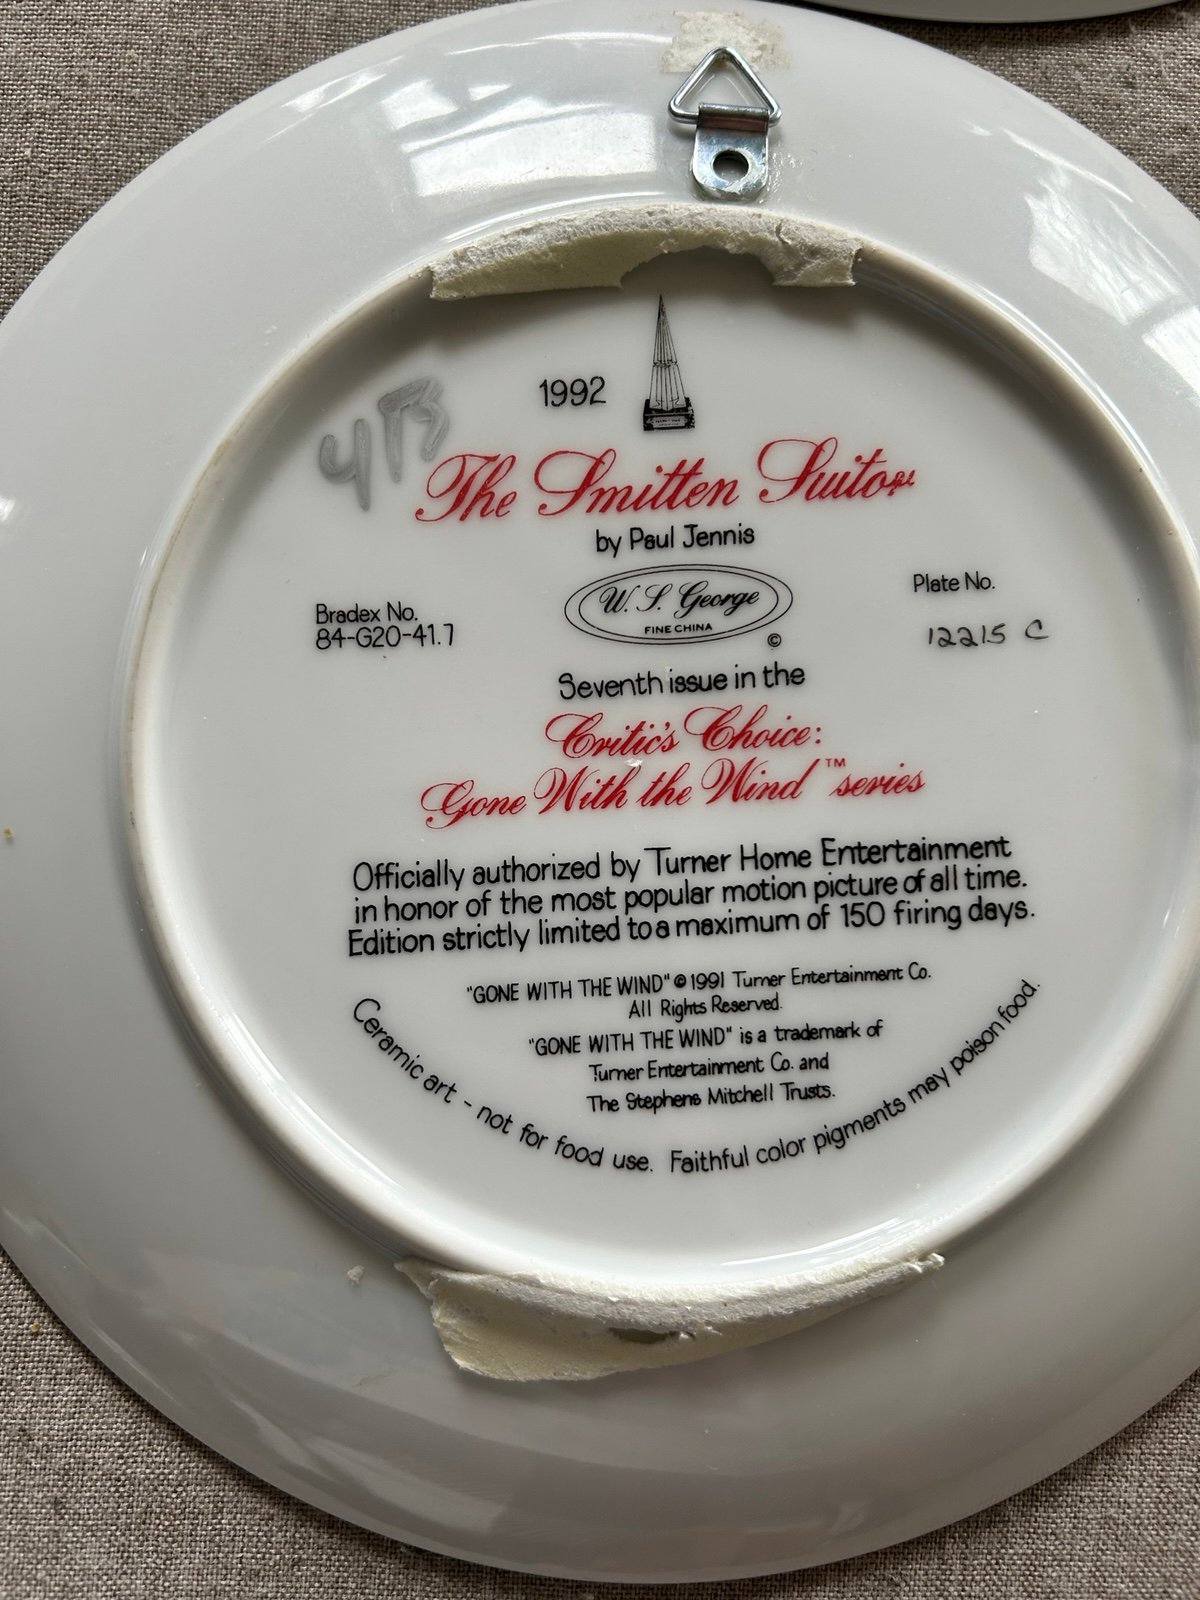 1992
The Smitten Suitor
by Paul Jennis
Bradex No.
84-G20-41.7
W. S. George
FINE CHINA
©
Plate No.
12215 C
Seventh issue in the
Critic's Choice:
Gone With the Wind™ series
Officially authorized by Turner Home Entertainment
in honor of the most popular motion picture of all time.
Edition strictly limited to a maximum of 150 firing days.
"GONE WITH THE WIND" © 1991 Turner Entertainment Co.
All Rights Reserved.
"GONE WITH THE WIND" is a trademark of
Turner Entertainment Co. and
The Stephens Mitchell Trusts.
Ceramic art - not for food use. Faithful color pigments may poison food.